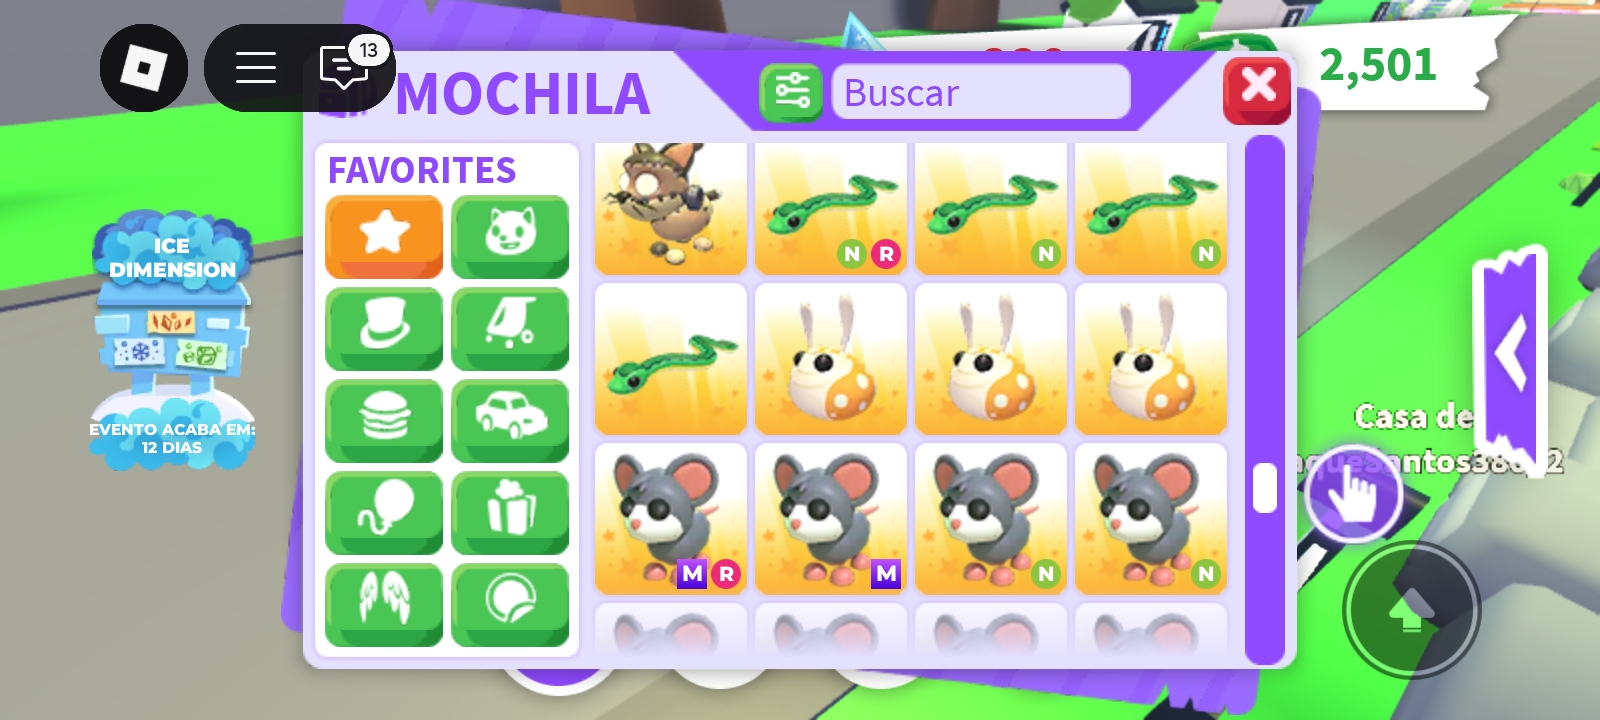 13
MOCHILA
Buscar
2,501
FAVORITES
N R
N
N
ICE
DIMENSION
EVENTO ACABA EM:
12 DIAS
Casa de
M R
M
N
N